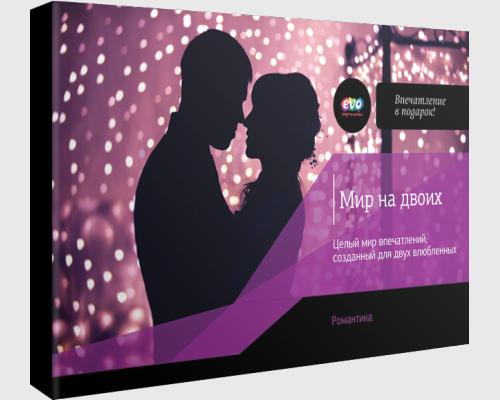 evo
Впечатление
в подарок!
Мир на двоих
Целый мир впечатлений,
созданный для двух влюбленных
Романтика